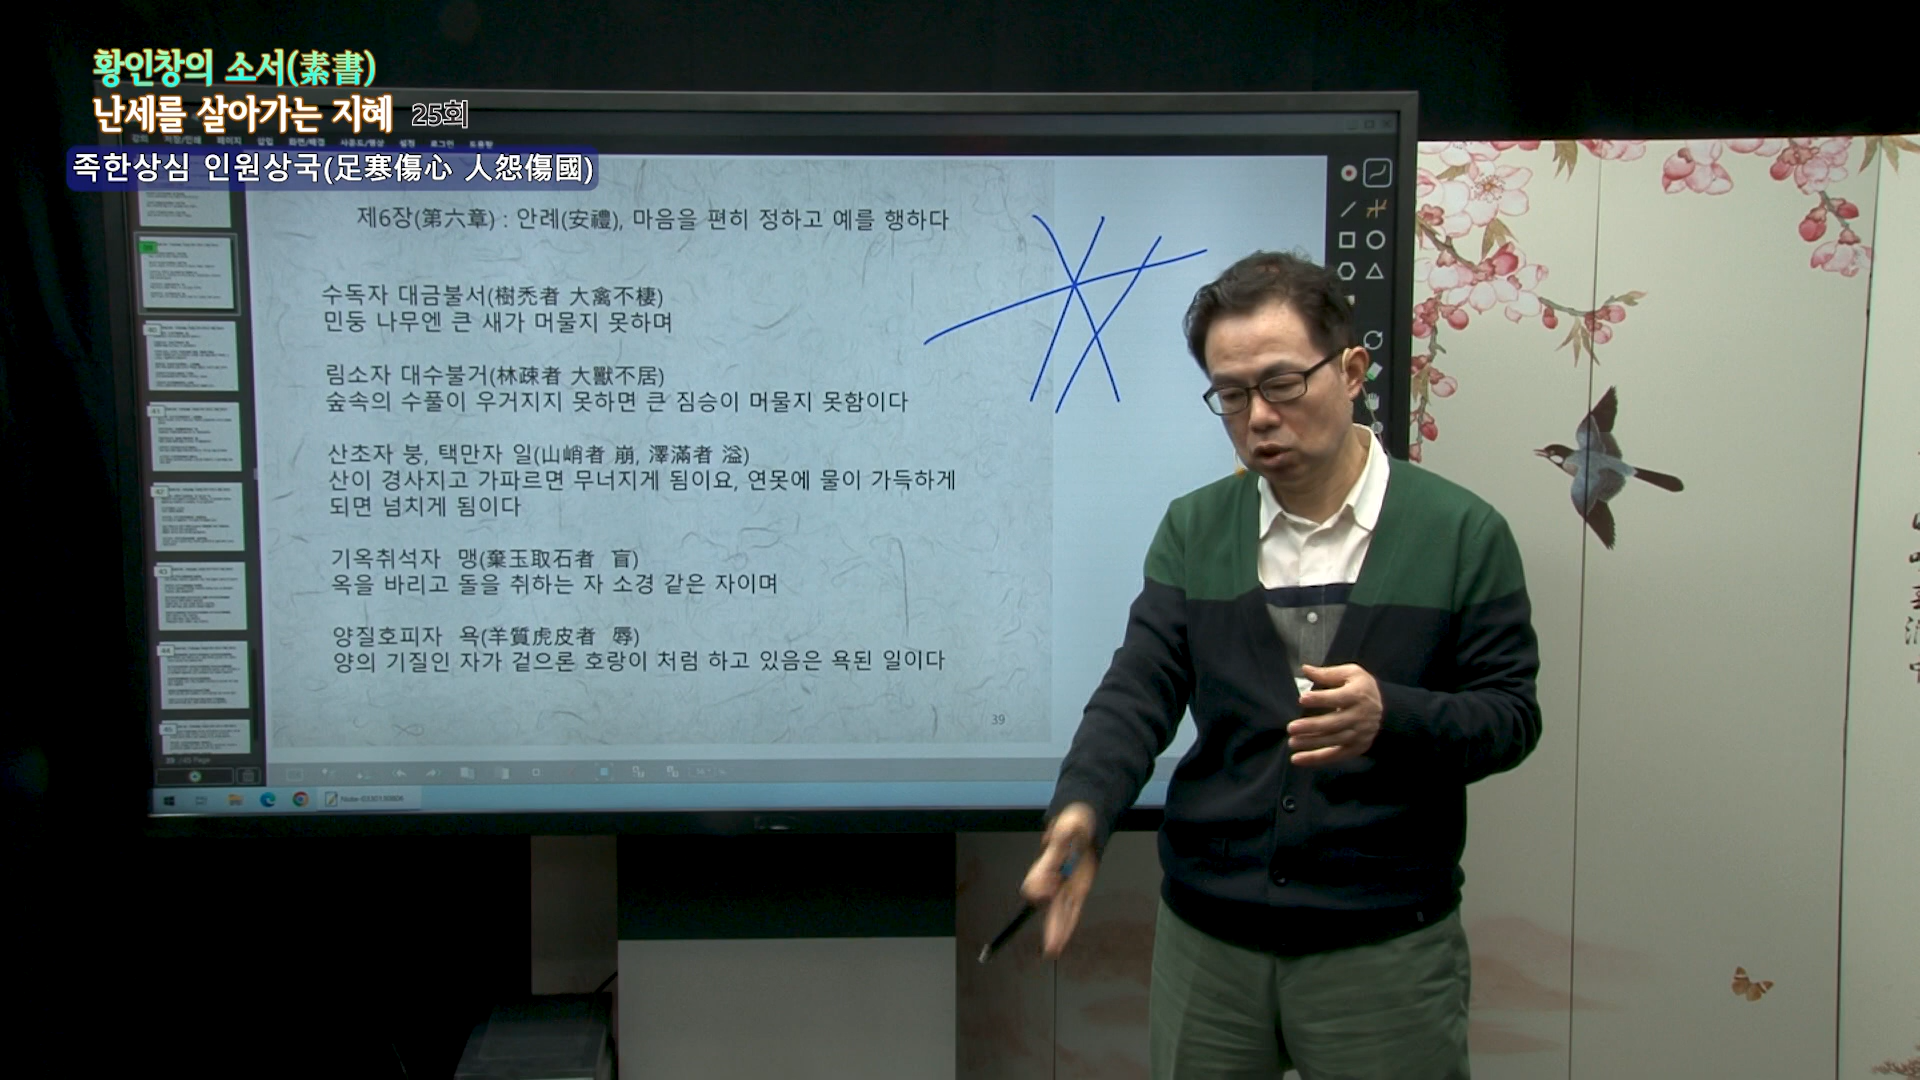 황인창의 소서(素書)
난세를 살아가는 지혜 25회
족한상심 인원상국(足寒傷心 人怨傷國)
제6장(第六章) : 안례(安禮), 마음을 편히 정하고 예를 행하다
수독자 대금불서(樹禿者 大禽不棲)
민둥 나무엔 큰 새가 머물지 못하며
림소자 대수불거(林疎者 大獸不居)
숲속의 수풀이 우거지지 못하면 큰 짐승이 머물지 못함이다
산초자 붕, 택만자 일(山峭者 崩, 澤滿者 溢)
산이 경사지고 가파르면 무너지게 됨이요, 연못에 물이 가득하게
되면 넘치게 됨이다
기옥취석자 맹(棄玉取石者 盲)
옥을 바리고 돌을 취하는 자 소경 같은 자이며
양질호피자 욕(羊質虎皮者 辱)
양의 기질인 자가 겉으론 호랑이 처럼 하고 있음은 욕된 일이다
39